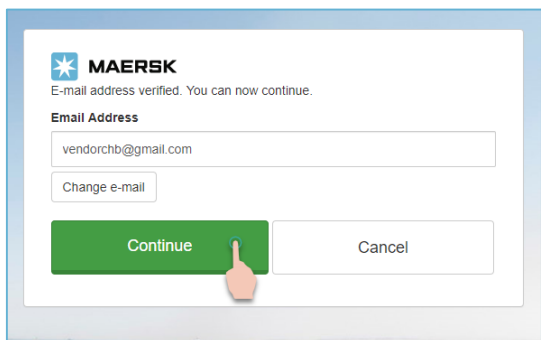 MAERSK
E-mail address verified. You can now continue.
Email Address
vendorchb@gmail.com
Change e-mail
Continue
Cancel